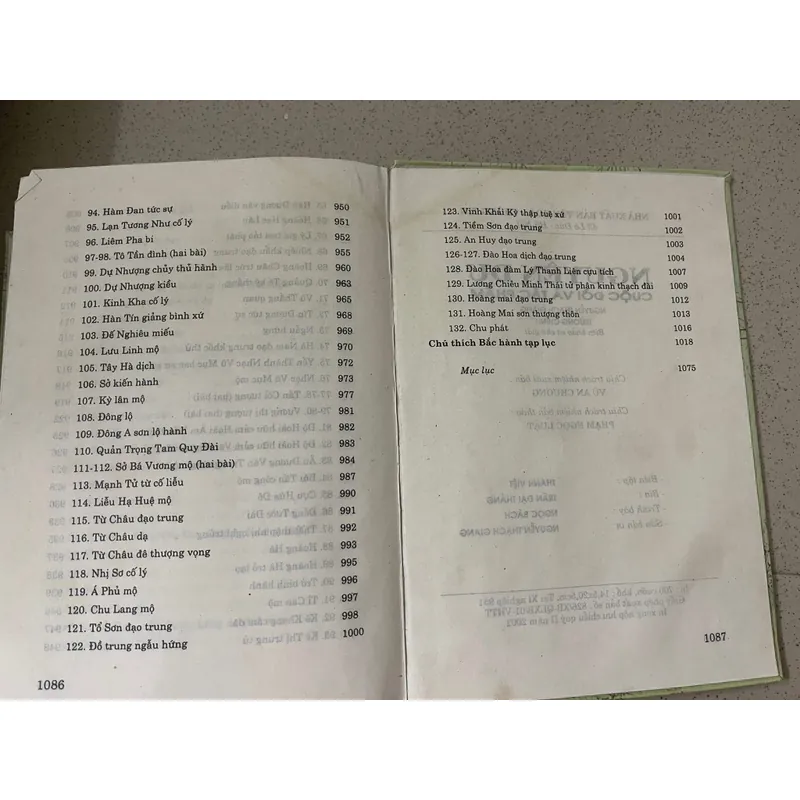 94. Hàm Đan tức sự 950
95. Lạn Tương Như cố lý 951
96. Liêm Pha bi 952
97-98. Tô Tần đình (hai bài) 955
99. Dự Nhượng chủy thủ hành 960
100. Dự Nhượng kiều 963
101. Kinh Kha cố lý 965
102. Hàn Tín giảng binh xứ 968
103. Đế Nghiêu miếu 969
104. Lưu Linh mộ 970
105. Tây Hà dịch 972
106. Sở kiến hành 973
107. Kỳ lân mộ 977
108. Đông lộ 981
109. Đông A sơn lộ hành 982
110. Quản Trọng Tam Quy Đài 983
111-112. Sở Bá Vương mộ (hai bài) 984
113. Mạnh Tử từ cổ liễu 987
114. Liễu Hạ Huệ mộ 990
115. Từ Châu đạo trung 991
116. Từ Châu dạ 992
117. Từ Châu đê thượng vọng 993
118. Nhị Sơ cố lý 995
119. Á Phủ mộ 996
120. Chu Lang mộ 997
121. Tổ Sơn đạo trung 998
122. Đồ trung ngẫu hứng 1000
1086
123. Vinh Khải Kỳ thập tuệ xứ 1001
124. Tiềm Sơn đạo trung 1002
125. An Huy đạo trung 1003
126-127. Đào Hoa dịch đạo trung 1004
128. Đào Hoa đàm Lý Thanh Liên cựu tích 1007
129. Lương Chiêu Minh Thái tử phân kinh thạch đài 1009
130. Hoàng mai đạo trung 1012
131. Hoàng Mai sơn thượng thôn 1013
132. Chu phát 1016
Chú thích Bắc hành tạp lục 1018
Mục lục 1075
1087